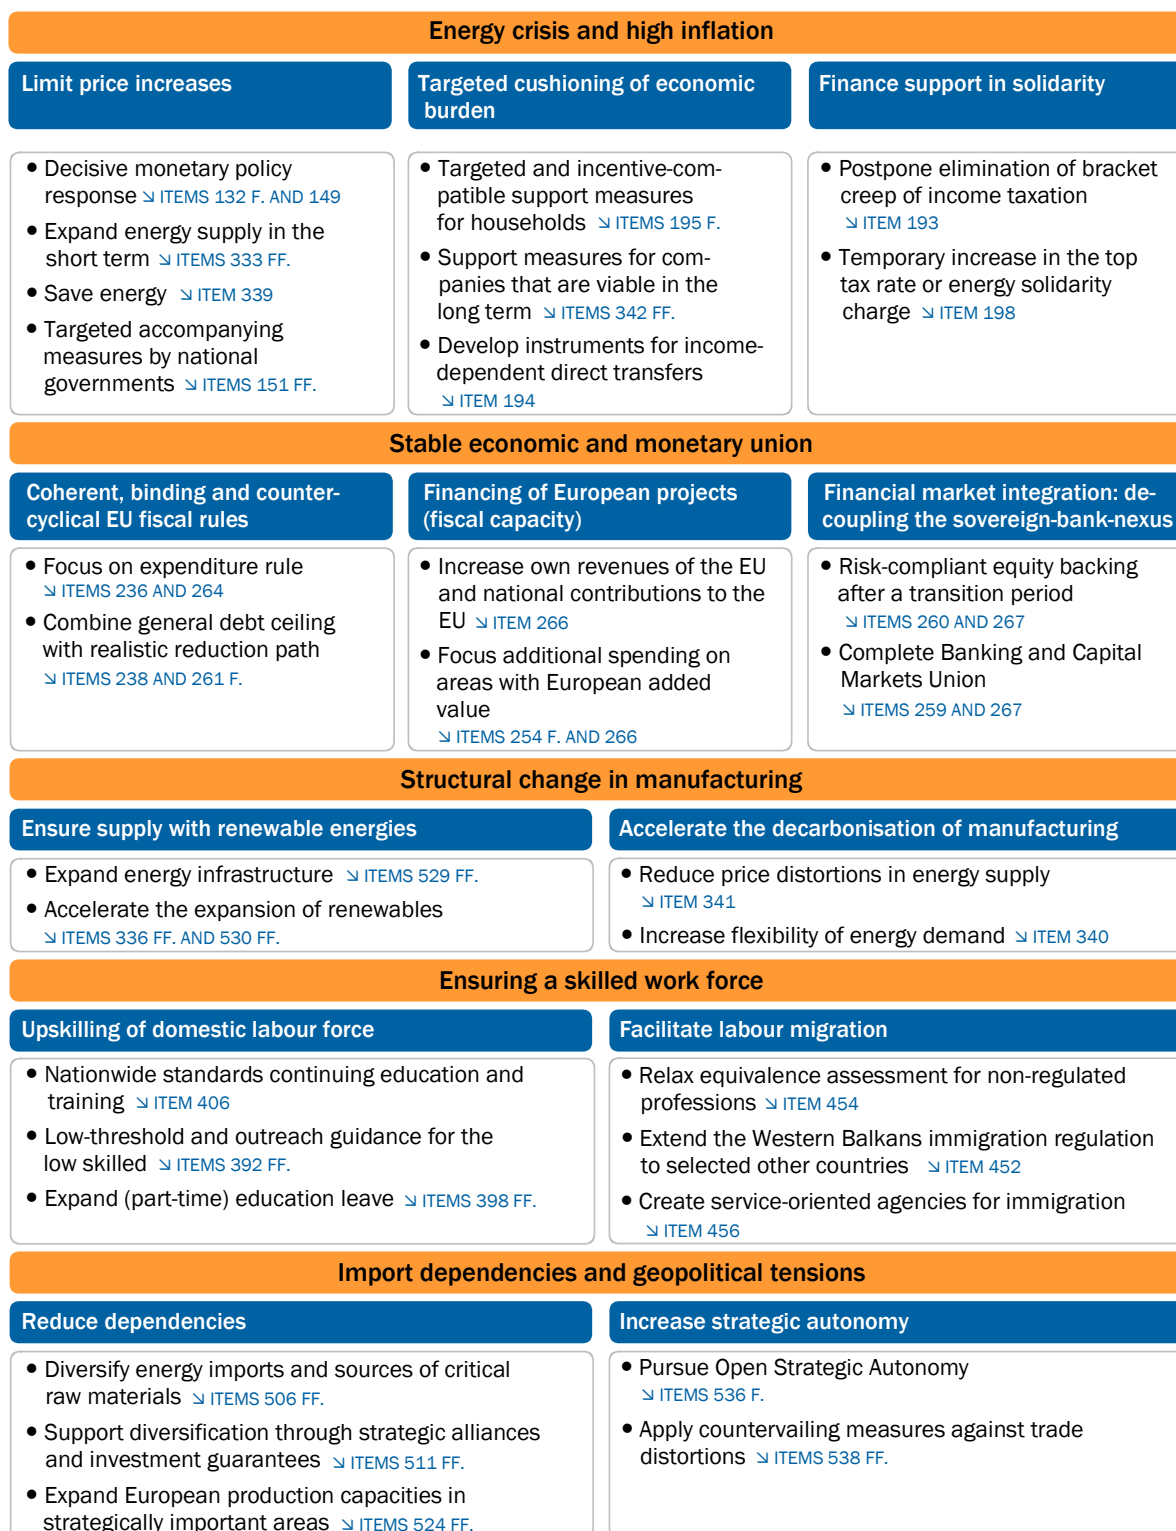 Energy crisis and high inflation
Limit price increases
Targeted cushioning of economic
burden
Finance support in solidarity
• Decisive monetary policy
response ↘ ITEMS 132 F. AND 149
• Expand energy supply in the
short term ↘ ITEMS 333 FF.
• Save energy ↘ ITEM 339
• Targeted accompanying
measures by national
governments ↘ ITEMS 151 FF.
• Targeted and incentive-com-
patible support measures
for households ↘ ITEMS 195 F.
• Support measures for com-
panies that are viable in the
long term ↘ ITEMS 342 FF.
• Develop instruments for income-
dependent direct transfers
↘ ITEM 194
• Postpone elimination of bracket
creep of income taxation
↘ ITEM 193
• Temporary increase in the top
tax rate or energy solidarity
charge ↘ ITEM 198
Stable economic and monetary union
Coherent, binding and counter-
cyclical EU fiscal rules
Financing of European projects
(fiscal capacity)
Financial market integration: de-
coupling the sovereign-bank-nexus
• Focus on expenditure rule
↘ ITEMS 236 AND 264
• Combine general debt ceiling
with realistic reduction path
↘ ITEMS 238 AND 261 F.
• Increase own revenues of the EU
and national contributions to the
EU ↘ ITEM 266
• Focus additional spending on
areas with European added
value
↘ ITEMS 254 F. AND 266
• Risk-compliant equity backing
after a transition period
↘ ITEMS 260 AND 267
• Complete Banking and Capital
Markets Union
↘ ITEMS 259 AND 267
Structural change in manufacturing
Ensure supply with renewable energies
Accelerate the decarbonisation of manufacturing
• Expand energy infrastructure ↘ ITEMS 529 FF.
• Accelerate the expansion of renewables
↘ ITEMS 336 FF. AND 530 FF.
• Reduce price distortions in energy supply
↘ ITEM 341
• Increase flexibility of energy demand ↘ ITEM 340
Ensuring a skilled work force
Upskilling of domestic labour force
Facilitate labour migration
• Nationwide standards continuing education and
training ↘ ITEM 406
• Low-threshold and outreach guidance for the
low skilled ↘ ITEMS 392 FF.
• Expand (part-time) education leave ↘ ITEMS 398 FF.
• Relax equivalence assessment for non-regulated
professions ↘ ITEM 454
• Extend the Western Balkans immigration regulation
to selected other countries ↘ ITEM 452
• Create service-oriented agencies for immigration
↘ ITEM 456
Import dependencies and geopolitical tensions
Reduce dependencies
Increase strategic autonomy
• Diversify energy imports and sources of critical
raw materials ↘ ITEMS 506 FF.
• Support diversification through strategic alliances
and investment guarantees ↘ ITEMS 511 FF.
• Expand European production capacities in
strategically important areas ↘ ITEMS 524 FF.
• Pursue Open Strategic Autonomy
↘ ITEMS 536 F.
• Apply countervailing measures against trade
distortions ↘ ITEMS 538 FF.